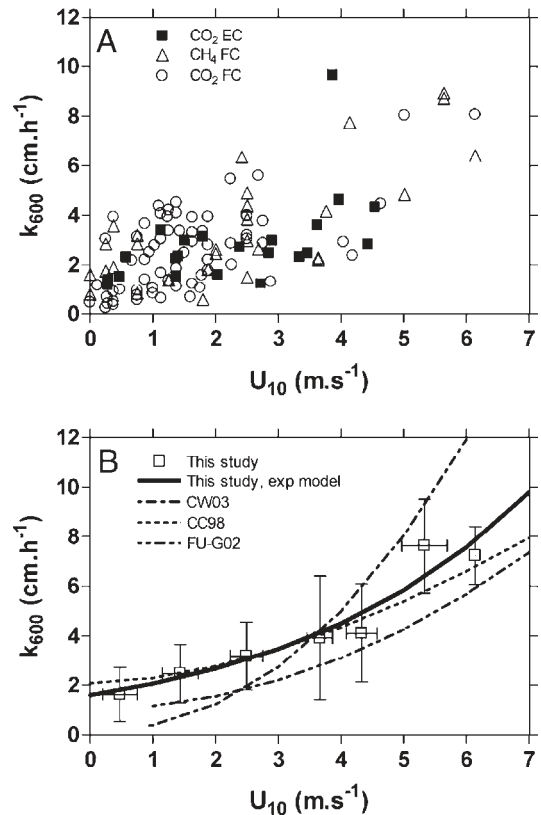 A
CO₂ EC
CH₄ FC
CO₂ FC
12
10
8
6
4
2
0
k₆₀₀ (cm.h⁻¹)
0 1 2 3 4 5 6 7
U₁₀ (m.s⁻¹)
B
This study
This study, exp model
CW03
CC98
FU-G02
12
10
8
6
4
2
0
k₆₀₀ (cm.h⁻¹)
0 1 2 3 4 5 6 7
U₁₀ (m.s⁻¹)